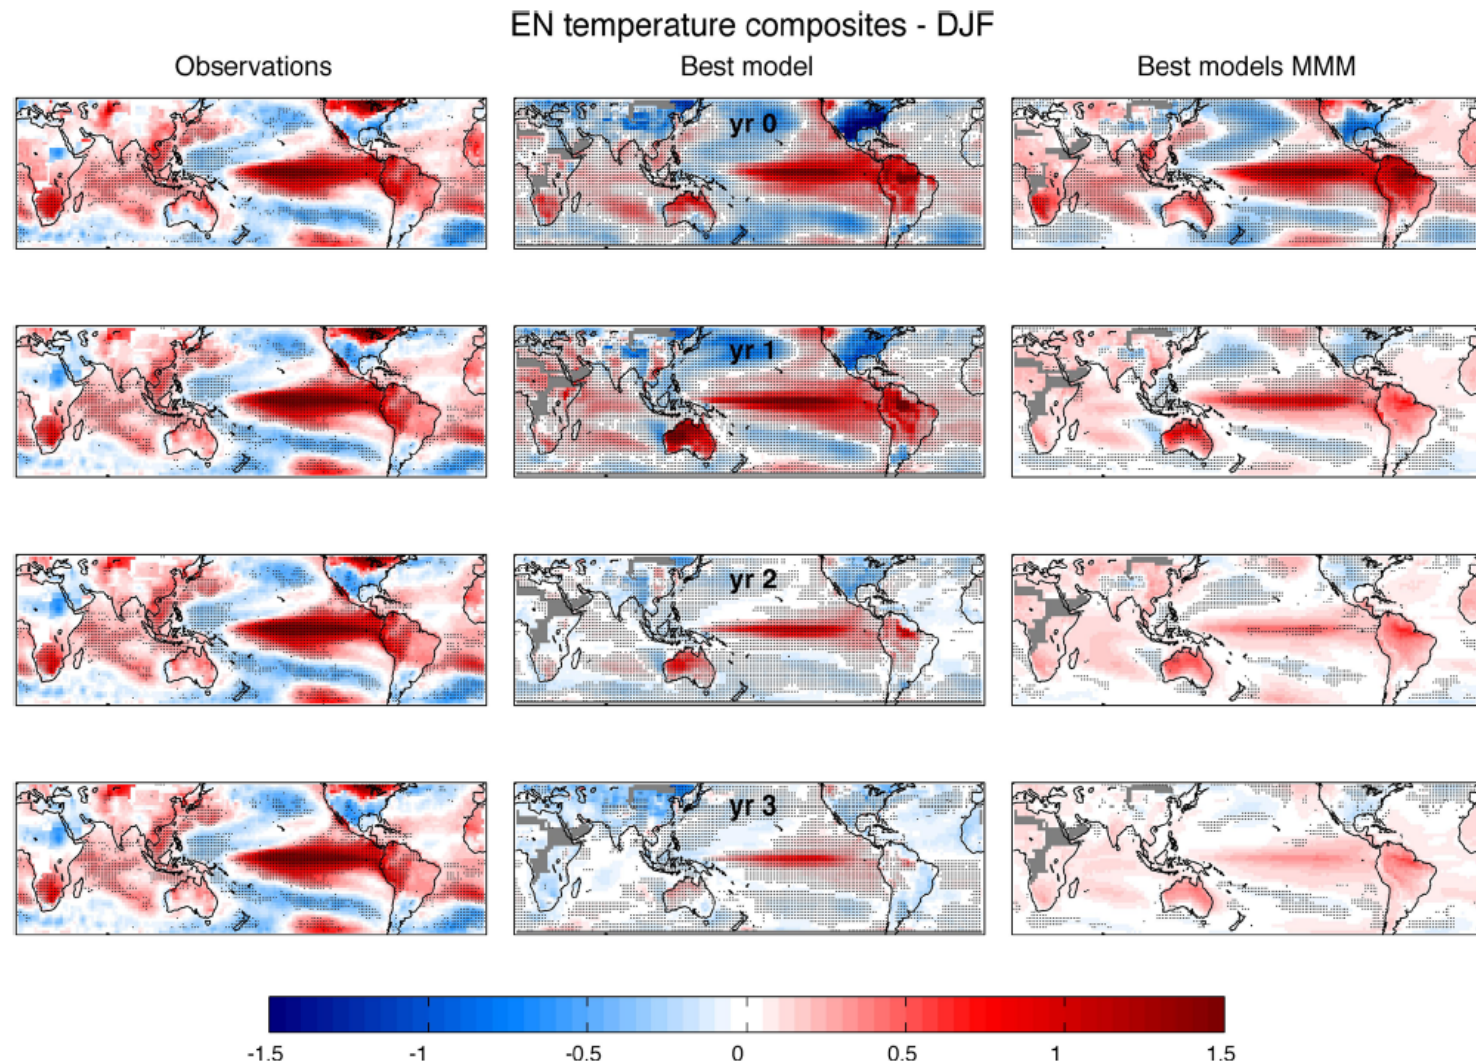 EN temperature composites - DJF
Observations
Best model
Best models MMM
yr 0
yr 1
yr 2
yr 3
-1.5 -1 -0.5 0 0.5 1 1.5